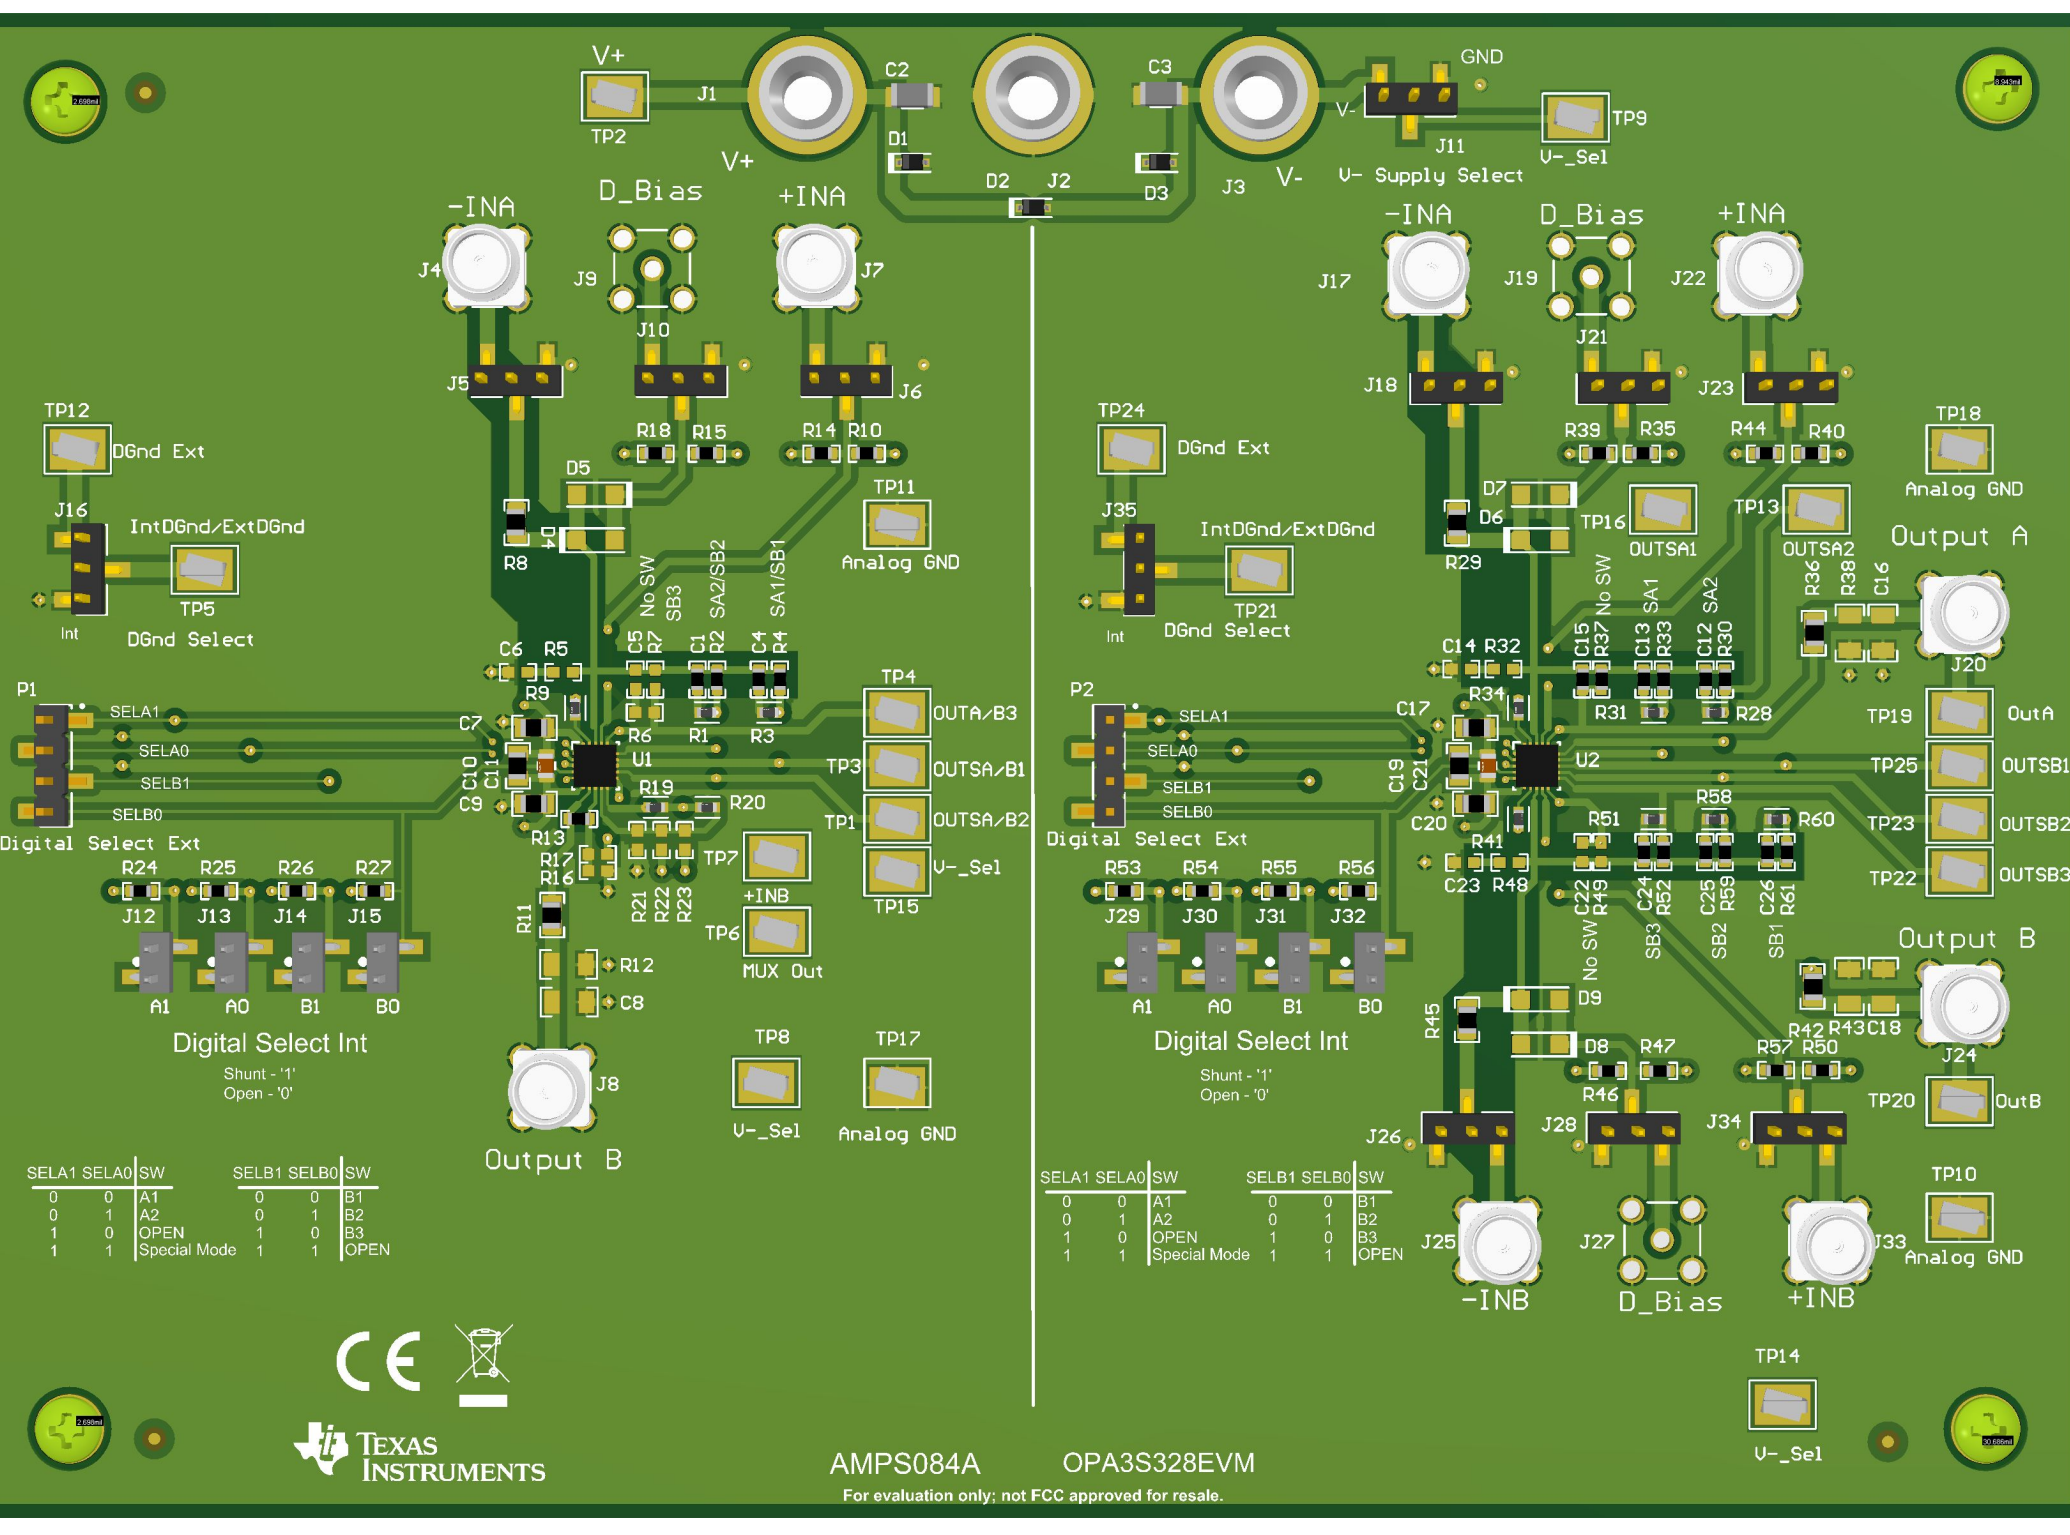 V+
TP2
J1
V+
C2
D1
D2
J2
C3
D3
J3
V-
GND
V-
J11
V- Supply Select
TP9
V-_Sel
2.698mil
8.943mil
-INA
D_Bias
+INA
J4
J9
J7
J10
J5
J6
R18
R15
R14
R10
TP12
DGnd Ext
J16
IntDGnd/ExtDGnd
TP5
Int
DGnd Select
D5
D4
R8
TP11
Analog GND
No SW
SB3
SA2/SB2
SA1/SB1
C6
R5
C5
R7
C1
R2
C4
R4
R9
C7
R6
R1
R3
TP4
OUTA/B3
P1
SELA1
SELA0
SELB1
SELB0
Digital Select Ext
C10
C11
C9
U1
TP3
OUTSA/B1
R19
R20
TP1
OUTSA/B2
R13
R17
R16
TP7
+INB
V-_Sel
TP15
R21
R22
R23
TP6
MUX Out
R24
R25
R26
R27
J12
J13
J14
J15
A1
A0
B1
B0
Digital Select Int
Shunt - '1'
Open - '0'
R11
R12
C8
J8
Output B
TP8
V-_Sel
TP17
Analog GND
SELA1 SELA0 SW
0 0 A1
0 1 A2
1 0 OPEN
1 1 Special Mode
SELB1 SELB0 SW
0 0 B1
0 1 B2
1 0 B3
1 1 OPEN
-INA
D_Bias
+INA
J17
J19
J22
J21
J18
J23
R39
R35
R44
R40
TP24
DGnd Ext
J35
IntDGnd/ExtDGnd
TP21
Int
DGnd Select
D7
D6
R29
TP16
OUTSA1
TP13
OUTSA2
TP18
Analog GND
Output A
R36
R38
C16
J20
No SW
SA1
SA2
C14
R32
C15
R37
C13
R33
C12
R30
R34
C17
R31
R28
TP19
OutA
P2
SELA1
SELA0
SELB1
SELB0
Digital Select Ext
C19
C21
C20
U2
TP25
OUTSB1
R51
R58
R60
TP23
OUTSB2
TP22
OUTSB3
R41
C23
R48
C22
R49
C24
R52
C25
R59
C26
R61
No SW
SB3
SB2
SB1
R53
R54
R55
R56
J29
J30
J31
J32
A1
A0
B1
B0
Digital Select Int
Shunt - '1'
Open - '0'
R45
D9
D8
R47
R46
Output B
R42
R43
C18
J24
R57
R50
TP20
OutB
J26
J28
J34
J25
J27
J33
-INB
D_Bias
+INB
TP10
Analog GND
SELA1 SELA0 SW
0 0 A1
0 1 A2
1 0 OPEN
1 1 Special Mode
SELB1 SELB0 SW
0 0 B1
0 1 B2
1 0 B3
1 1 OPEN
TP14
V-_Sel
CE
2.698mil
30.686mil
TEXAS
INSTRUMENTS
AMPS084A
OPA3S328EVM
For evaluation only; not FCC approved for resale.